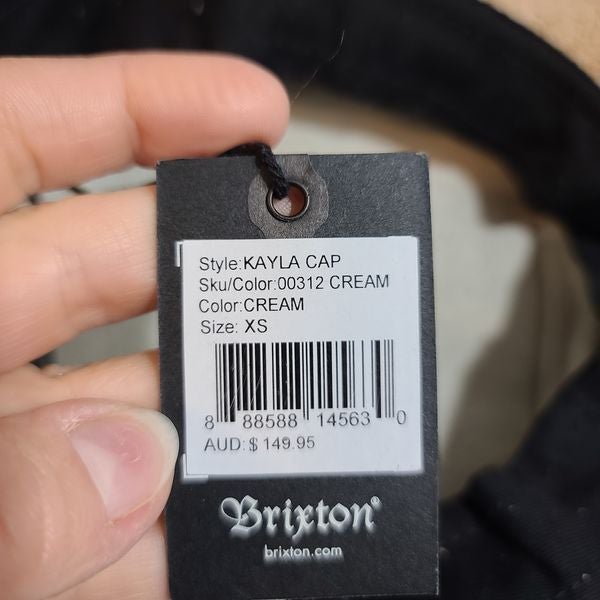 Style:KAYLA CAP
Sku/Color:00312 CREAM
Color:CREAM
Size: XS
8 88588 14563 0
AUD: $ 149.95
Brixton®
brixton.com